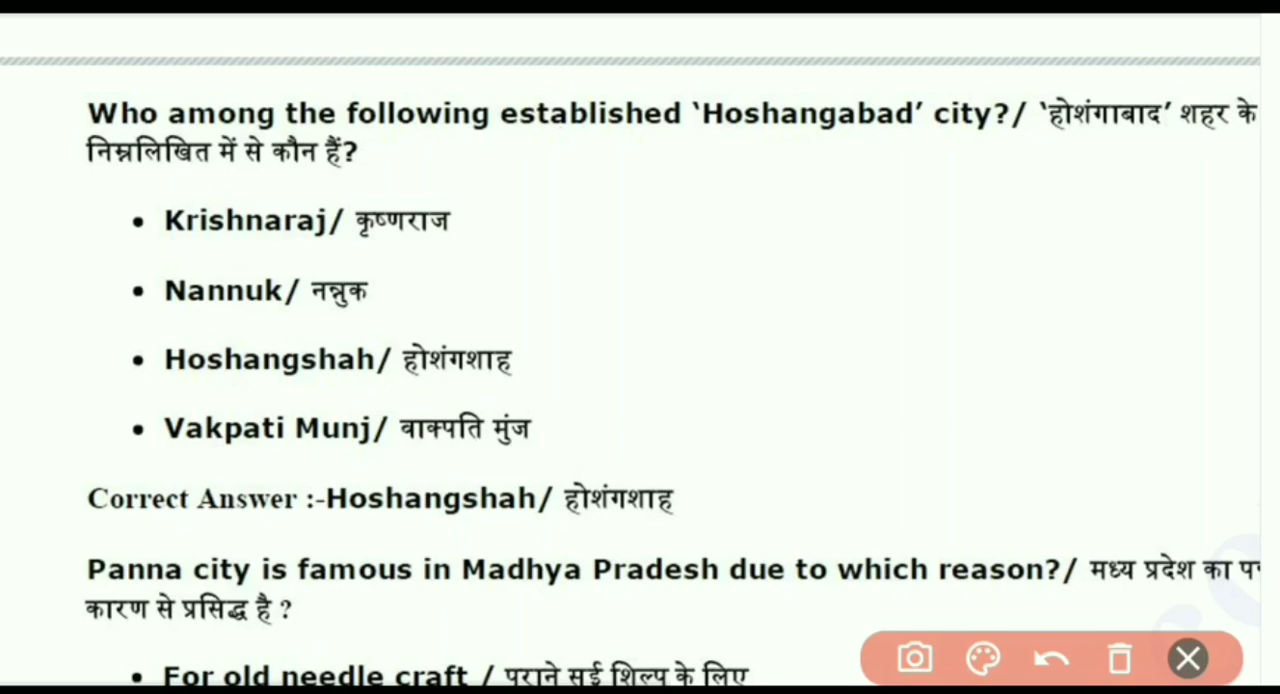 Who among the following established ‘Hoshangabad’ city?/ ‘होशंगाबाद’ शहर के
निम्नलिखित में से कौन हैं?
• Krishnaraj/ कृष्णराज
• Nannuk/ नन्नुक
• Hoshangshah/ होशंगशाह
• Vakpati Munj/ वाक्पति मुंज
Correct Answer :-Hoshangshah/ होशंगशाह
Panna city is famous in Madhya Pradesh due to which reason?/ मध्य प्रदेश का
कारण से प्रसिद्ध है ?
• For old needle craft / पुराने सुई शिल्प के लिए